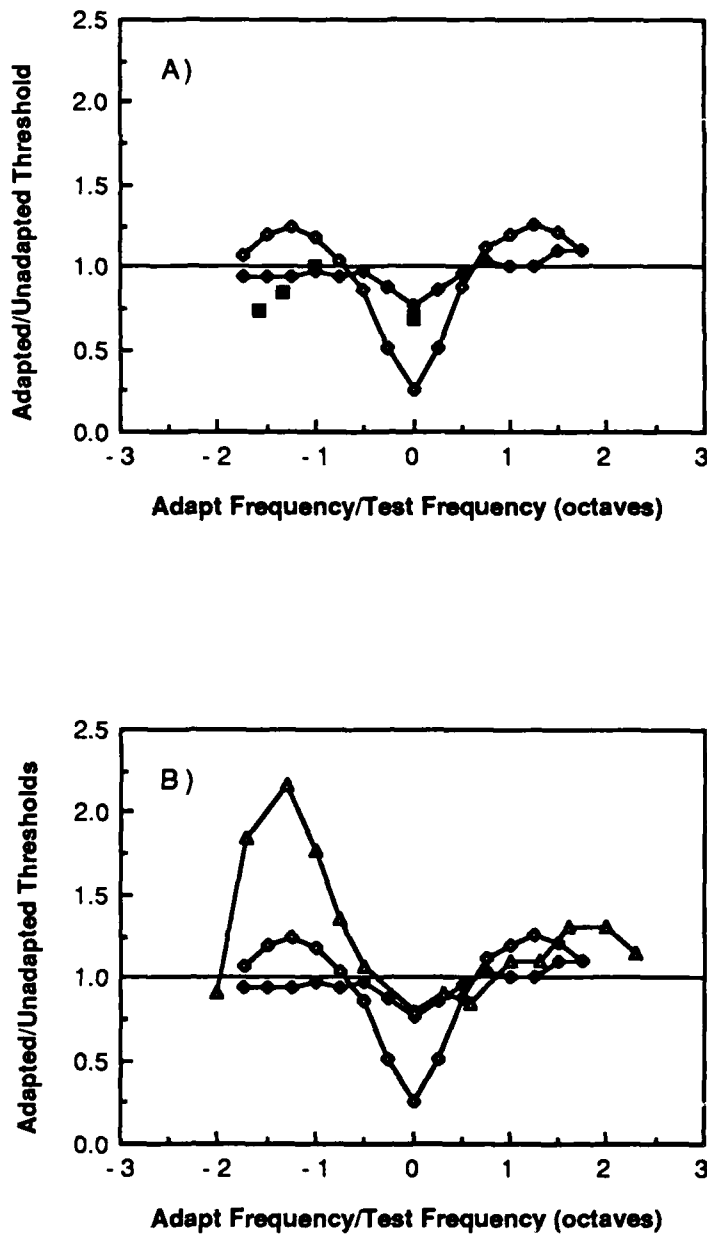 2.5
A)
2.0
1.5
1.0
0.5
0.0
-3 -2 -1 0 1 2 3
Adapted/Unadapted Threshold
Adapt Frequency/Test Frequency (octaves)
2.5
B)
2.0
1.5
1.0
0.5
0.0
-3 -2 -1 0 1 2 3
Adapted/Unadapted Thresholds
Adapt Frequency/Test Frequency (octaves)